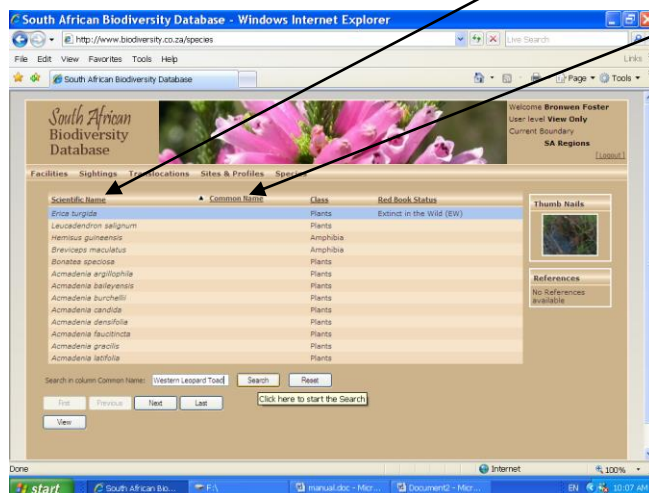 South African Biodiversity Database - Windows Internet Explorer
http://www.biodiversity.co.za/species
Live Search
File Edit View Favorites Tools Help
Links
South African Biodiversity Database
Page Tools
South African
Biodiversity
Database
Welcome Bronwen Foster
User level View Only
Current Boundary
SA Regions
[Logout]
Facilities Sightings Translocations Sites & Profiles Species
Scientific Name Common Name Class Red Book Status
Erica turgida Plants Extinct in the Wild (EW)
Leucadendron salignum Plants
Hemisus guineensis Amphibia
Breviceps maculatus Amphibia
Bonatea speciosa Plants
Acmadenia argillophila Plants
Acmadenia baileyensis Plants
Acmadenia burchellii Plants
Acmadenia candida Plants
Acmadenia densifolia Plants
Acmadenia faucitincta Plants
Acmadenia gracilis Plants
Acmadenia latifolia Plants
Thumb Nails
References
No References
available
Search in column Common Name: Western Leopard Toad Search Reset
Click here to start the Search
First Previous Next Last
View
Done Internet 100%
start South African Bio... F:\ manual.doc - Micr... Document2 - Micr... EN 10:07 AM